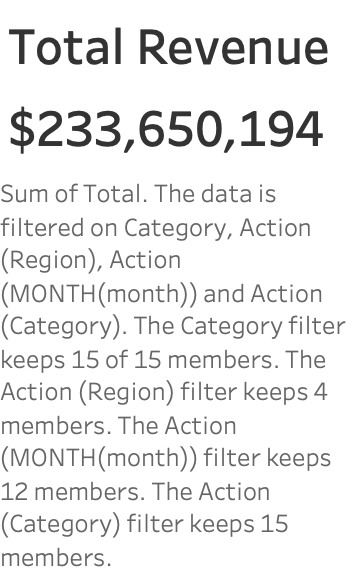 Total Revenue
$233,650,194
Sum of Total. The data is
filtered on Category, Action
(Region), Action
(MONTH(month)) and Action
(Category). The Category filter
keeps 15 of 15 members. The
Action (Region) filter keeps 4
members. The Action
(MONTH(month)) filter keeps
12 members. The Action
(Category) filter keeps 15
members.